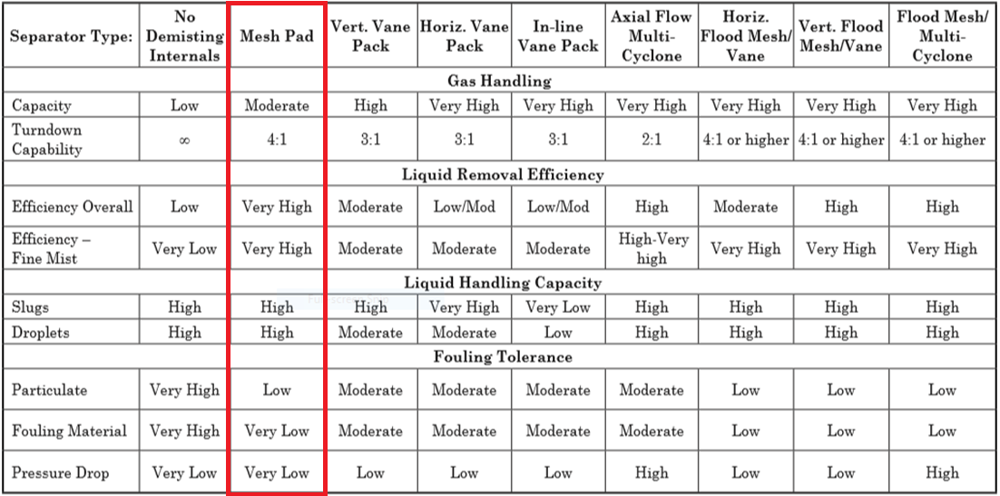 Separator Type: No Demisting Internals Mesh Pad Vert. Vane Pack Horiz. Vane Pack In-line Vane Pack Axial Flow Multi-Cyclone Horiz. Flood Mesh/Vane Vert. Flood Mesh/Vane Flood Mesh/Multi-Cyclone
Gas Handling
Capacity Low Moderate High Very High Very High Very High Very High Very High Very High
Turndown Capability ∞ 4:1 3:1 3:1 3:1 2:1 4:1 or higher 4:1 or higher 4:1 or higher
Liquid Removal Efficiency
Efficiency Overall Low Very High Moderate Low/Mod Low/Mod High Moderate High High
Efficiency – Fine Mist Very Low Very High Moderate Moderate Moderate High-Very high Very High Very High Very High
Liquid Handling Capacity
Slugs High High High Very High Very Low High High High High
Droplets High High Moderate Moderate Low High High High High
Fouling Tolerance
Particulate Very High Low Moderate Moderate Moderate Moderate Low Low Low
Fouling Material Very High Very Low Moderate Moderate Moderate Moderate Low Low Low
Pressure Drop Very Low Very Low Low Low Low High Low Low High